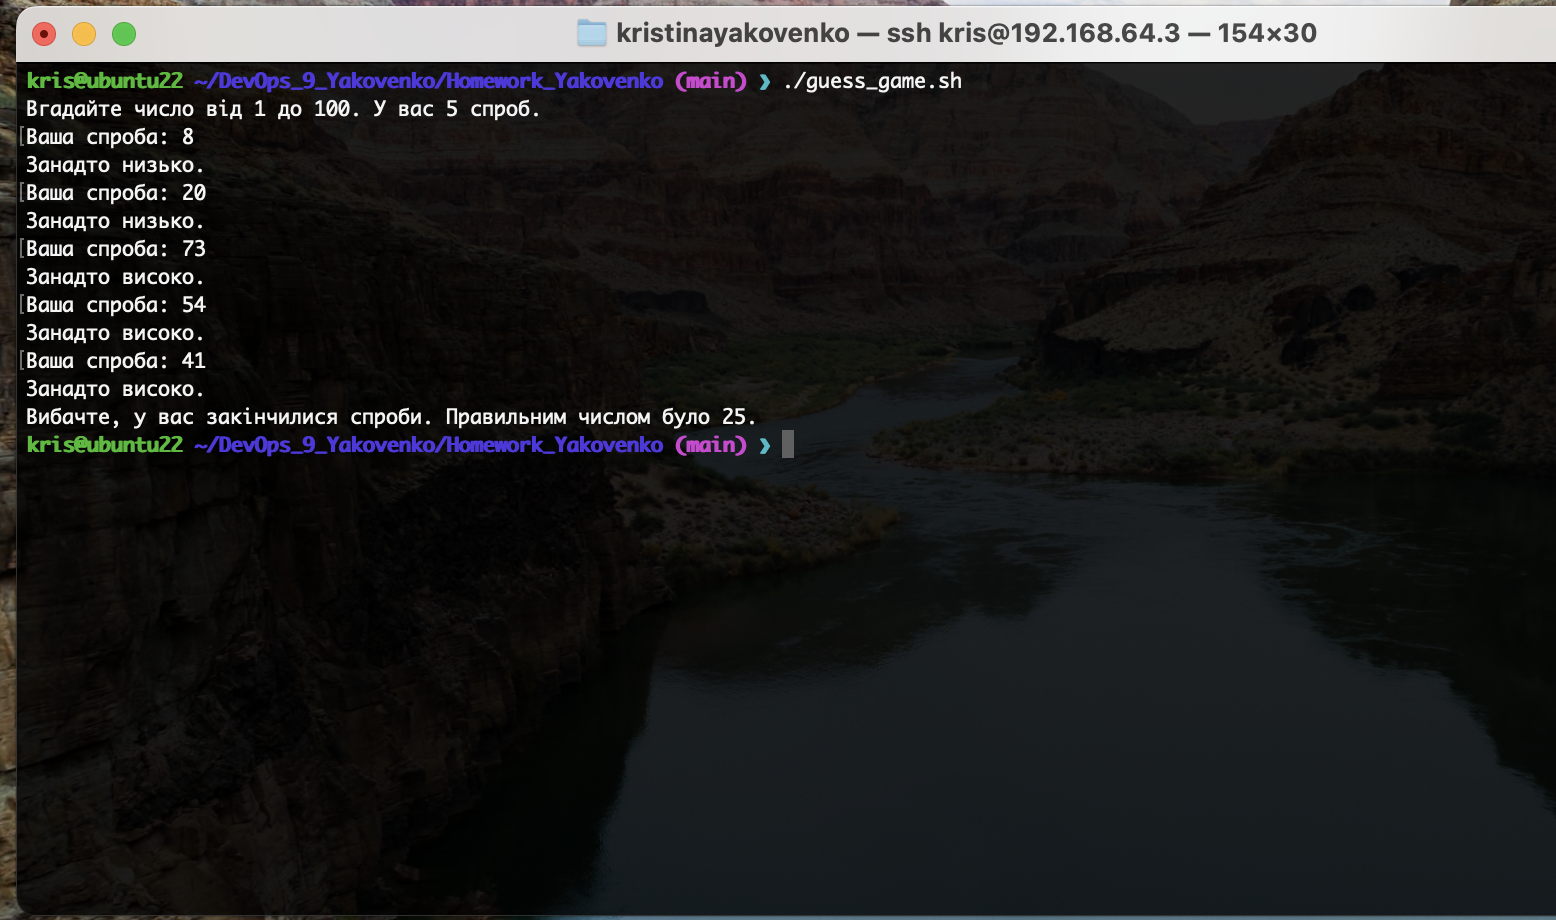 kristinayakovenko — ssh kris@192.168.64.3 — 154×30
kris@ubuntu22 ~/DevOps_9_Yakovenko/Homework_Yakovenko (main) ❯ ./guess_game.sh
Вгадайте число від 1 до 100. У вас 5 спроб.
[Ваша спроба: 8
Занадто низько.
[Ваша спроба: 20
Занадто низько.
[Ваша спроба: 73
Занадто високо.
[Ваша спроба: 54
Занадто високо.
[Ваша спроба: 41
Занадто високо.
Вибачте, у вас закінчилися спроби. Правильним числом було 25.
kris@ubuntu22 ~/DevOps_9_Yakovenko/Homework_Yakovenko (main) ❯